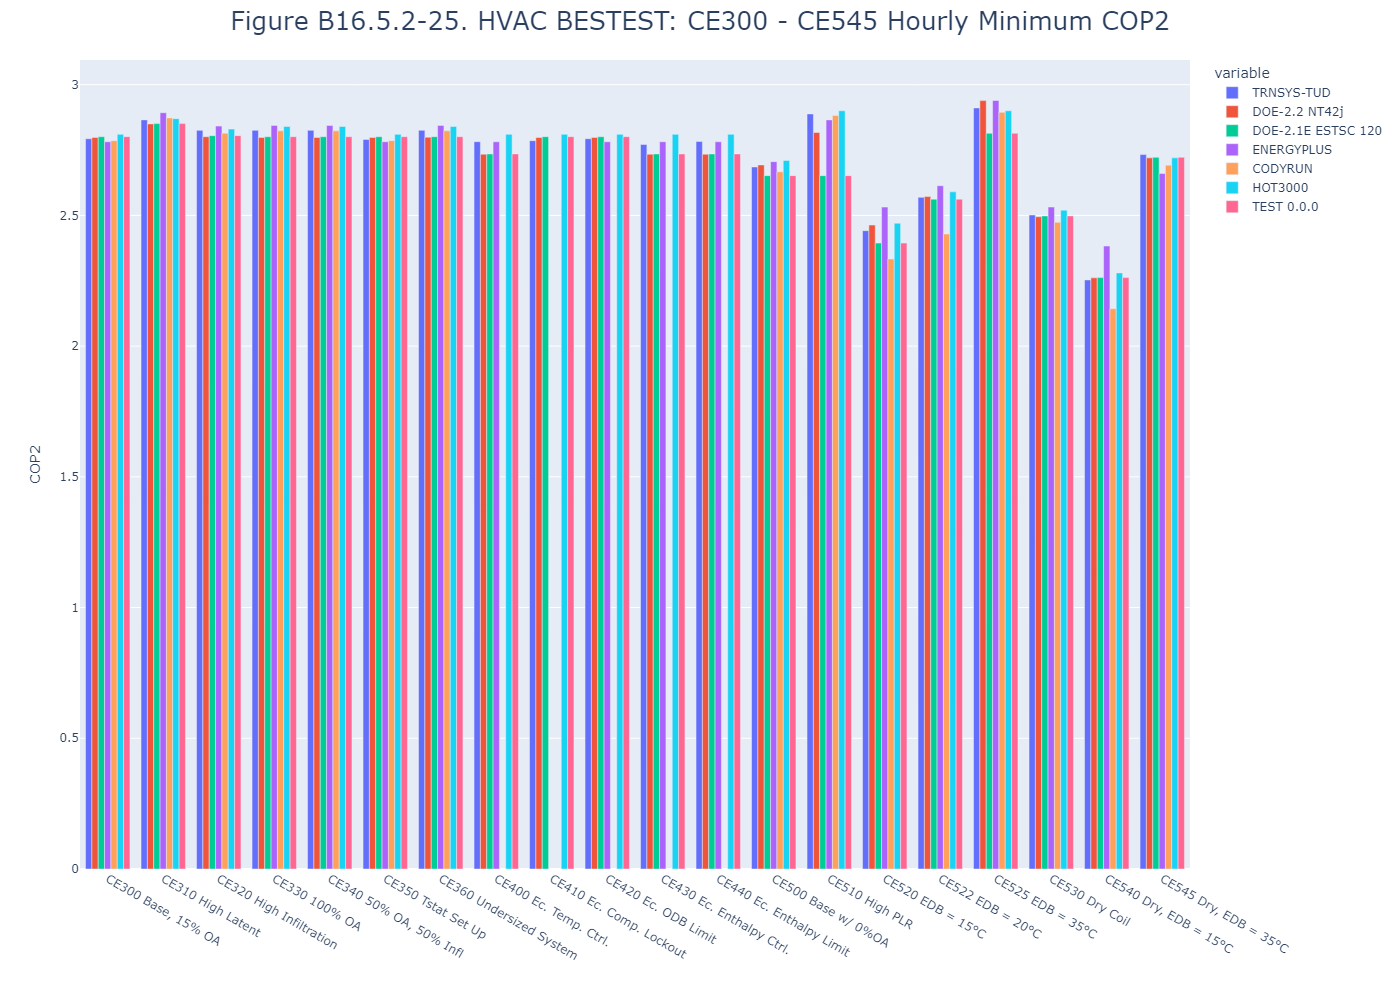 Figure B16.5.2-25. HVAC BESTEST: CE300 - CE545 Hourly Minimum COP2
variable
TRNSYS-TUD
DOE-2.2 NT42j
DOE-2.1E ESTSC 120
ENERGYPLUS
CODYRUN
HOT3000
TEST 0.0.0
COP2
3
2.5
2
1.5
1
0.5
0
CE300 Base, 15% OA
CE310 High Latent
CE320 High Infiltration
CE330 100% OA
CE340 50% OA, 50% Infl
CE350 Tstat Set Up
CE360 Undersized System
CE400 Ec. Temp. Ctrl.
CE410 Ec. Comp. Lockout
CE420 Ec. ODB Limit
CE430 Ec. Enthalpy Ctrl.
CE440 Ec. Enthalpy Limit
CE500 Base w/ 0%OA
CE510 High PLR
CE520 EDB = 15°C
CE522 EDB = 20°C
CE525 EDB = 35°C
CE530 Dry Coil
CE540 Dry, EDB = 15°C
CE545 Dry, EDB = 35°C